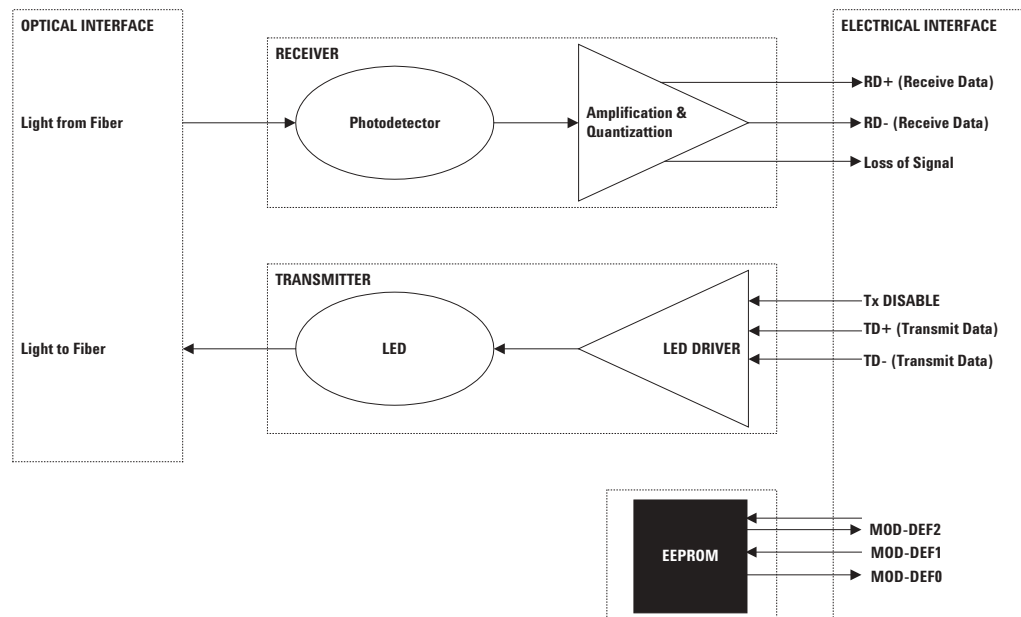 OPTICAL INTERFACE
ELECTRICAL INTERFACE
RECEIVER
Light from Fiber
Photodetector
Amplification &
Quantizattion
RD+ (Receive Data)
RD- (Receive Data)
Loss of Signal
TRANSMITTER
Light to Fiber
LED
LED DRIVER
Tx DISABLE
TD+ (Transmit Data)
TD- (Transmit Data)
EEPROM
MOD-DEF2
MOD-DEF1
MOD-DEF0